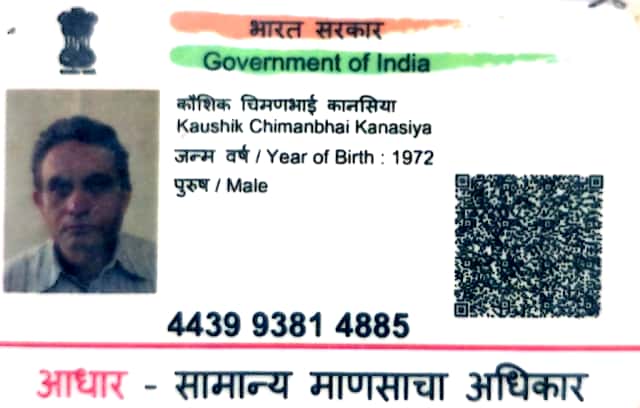 भारत सरकार
Government of India
कौशिक चिमणभाई कानसिया
Kaushik Chimanbhai Kanasiya
जन्म वर्ष / Year of Birth : 1972
पुरुष / Male
4439 9381 4885
आधार - सामान्य माणसाचा अधिकार